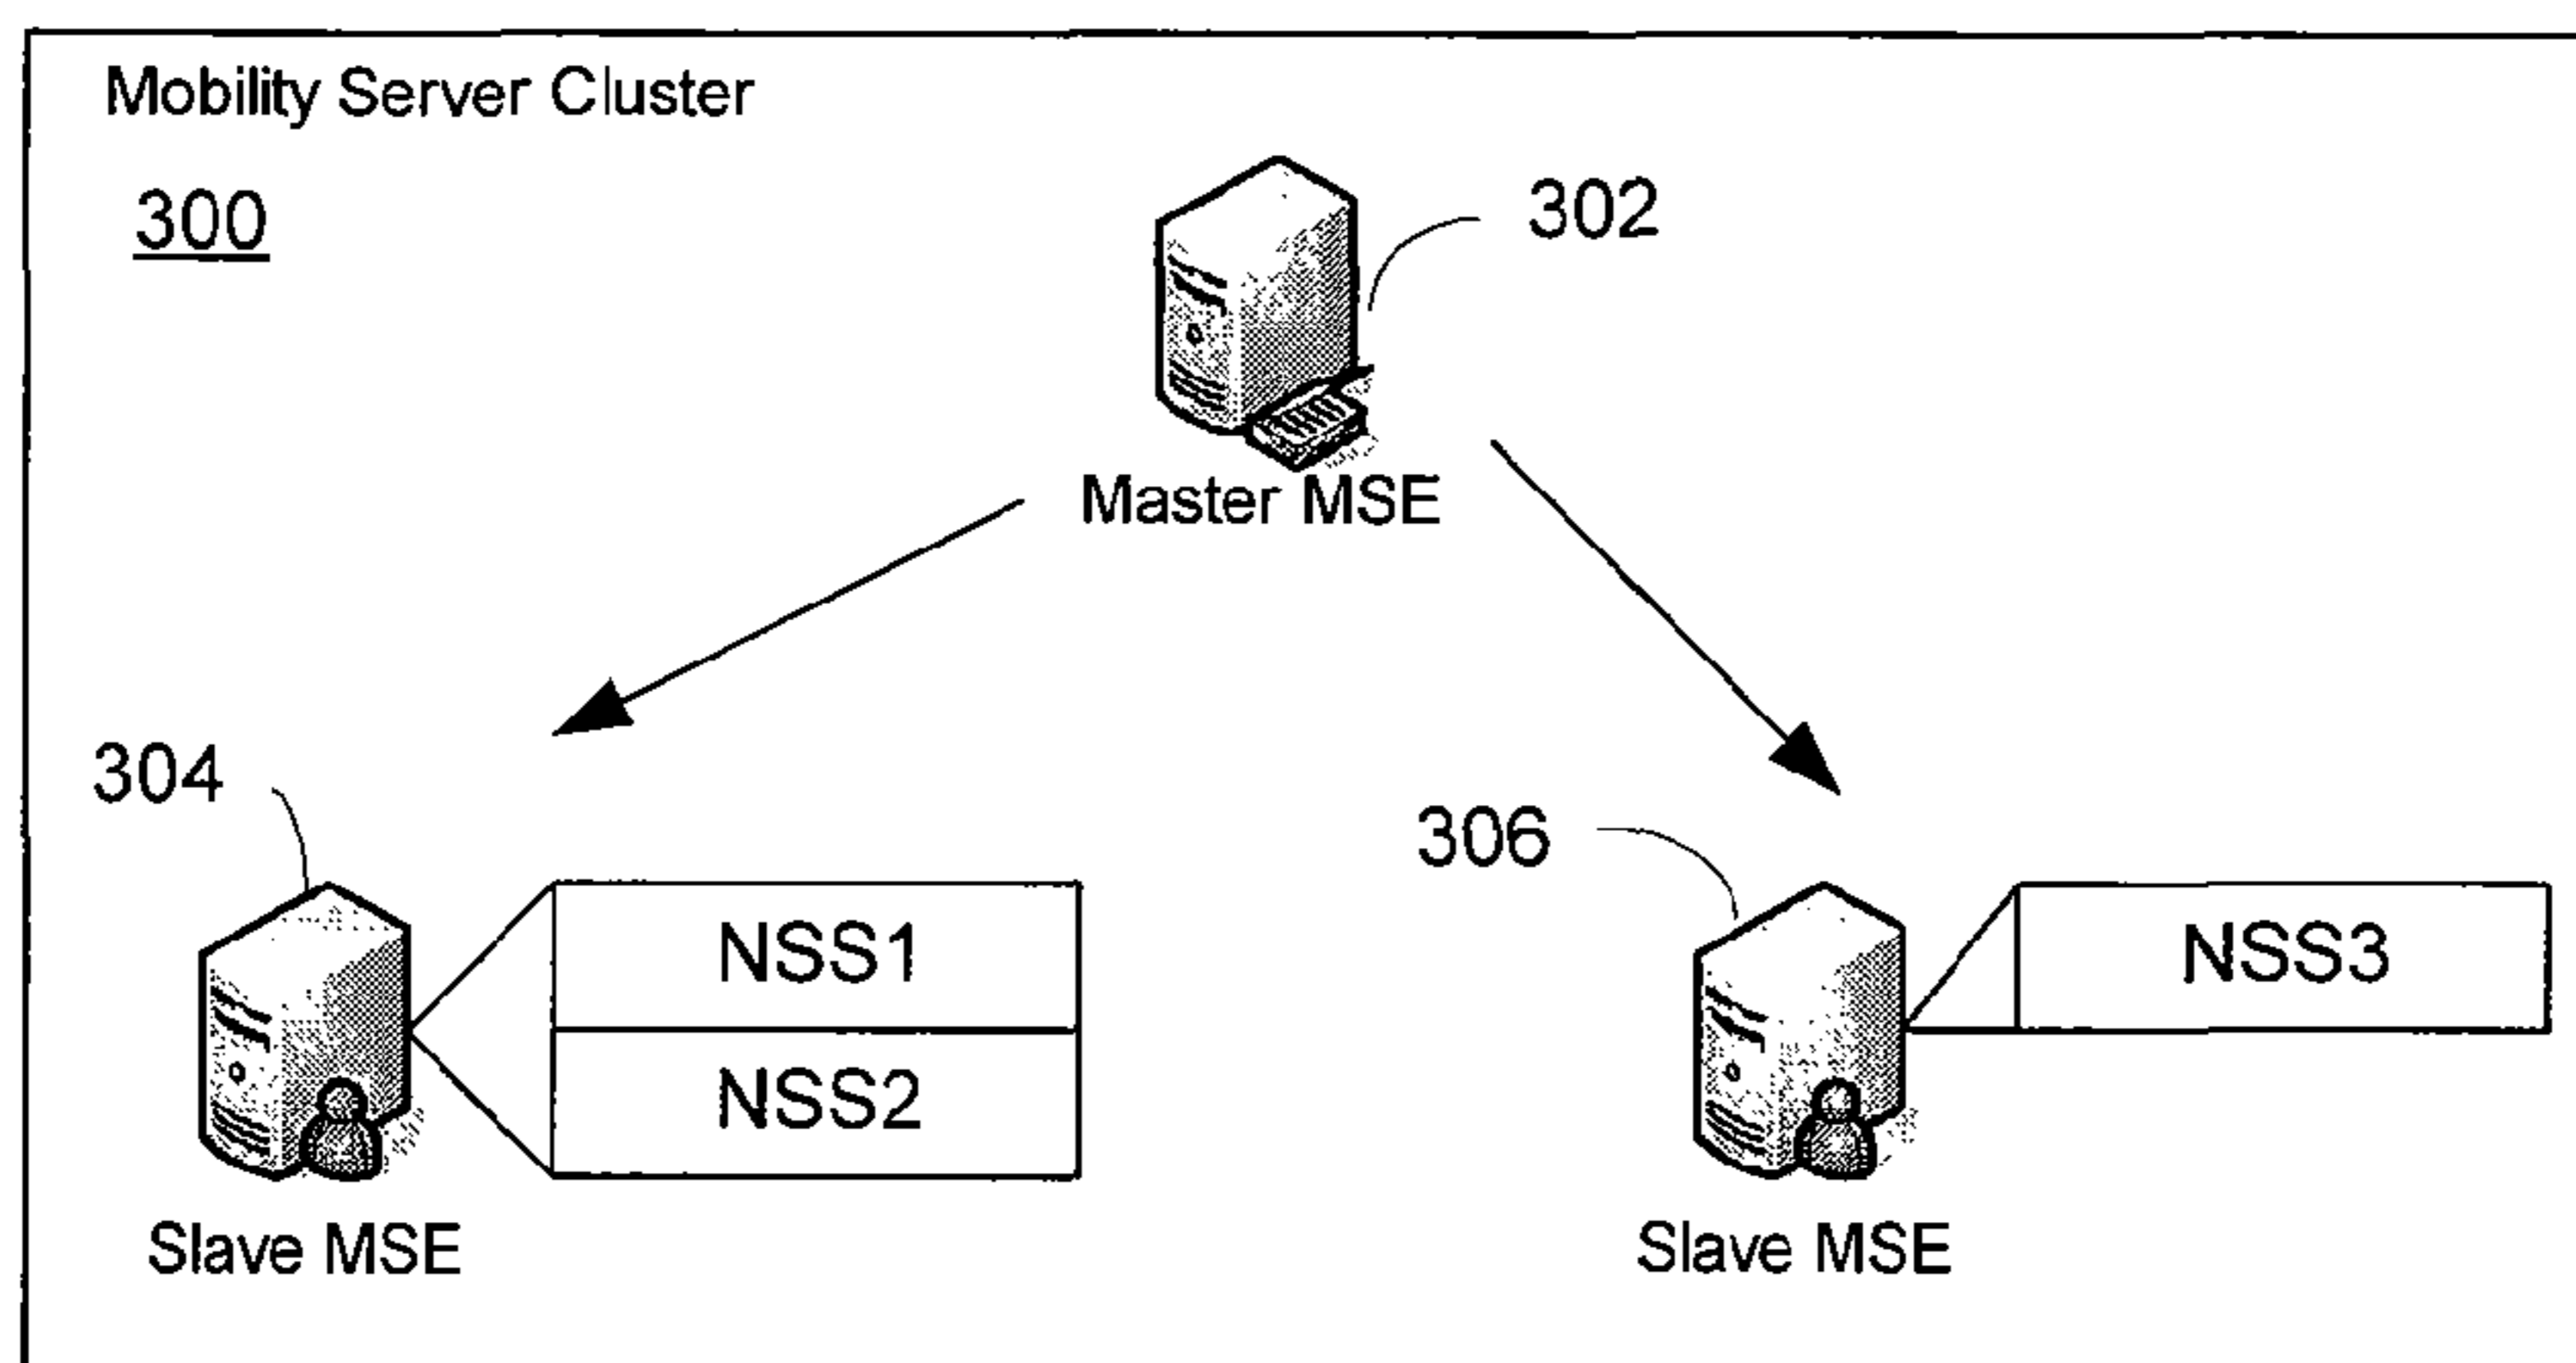 Mobility Server Cluster
300
302
Master MSE
304
306
NSS1
NSS2
NSS3
Slave MSE
Slave MSE